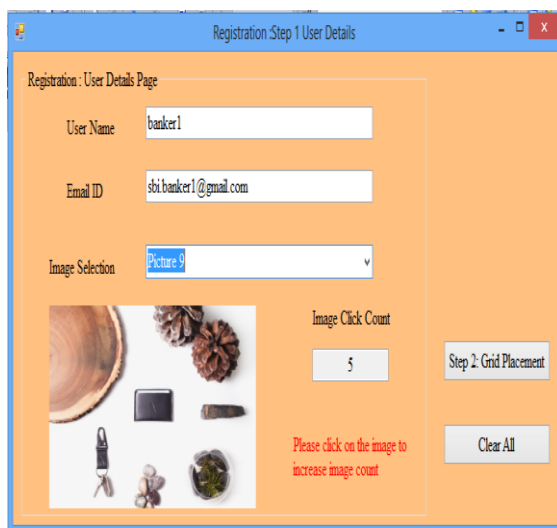 Registration :Step 1 User Details
Registration : User Details Page
User Name
banker1
Email ID
sbi.banker1@gmail.com
Image Selection
Picture 9
Image Click Count
5
Step 2: Grid Placement
Please click on the image to
increase image count
Clear All